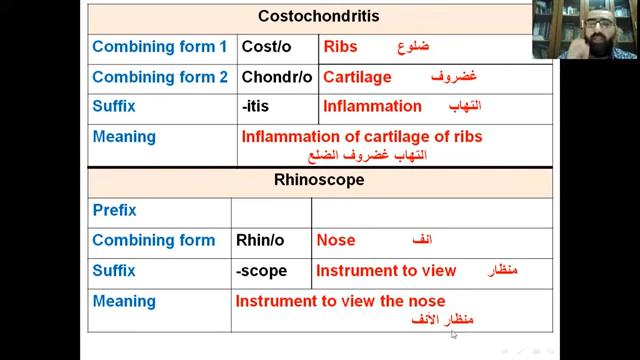 Costochondritis
Combining form 1 Cost/o Ribs ضلوع
Combining form 2 Chondr/o Cartilage غضروف
Suffix -itis Inflammation التهاب
Meaning Inflammation of cartilage of ribs
التهاب غضروف الضلع
Rhinoscope
Prefix
Combining form Rhin/o Nose انف
Suffix -scope Instrument to view منظار
Meaning Instrument to view the nose
منظار الأنف